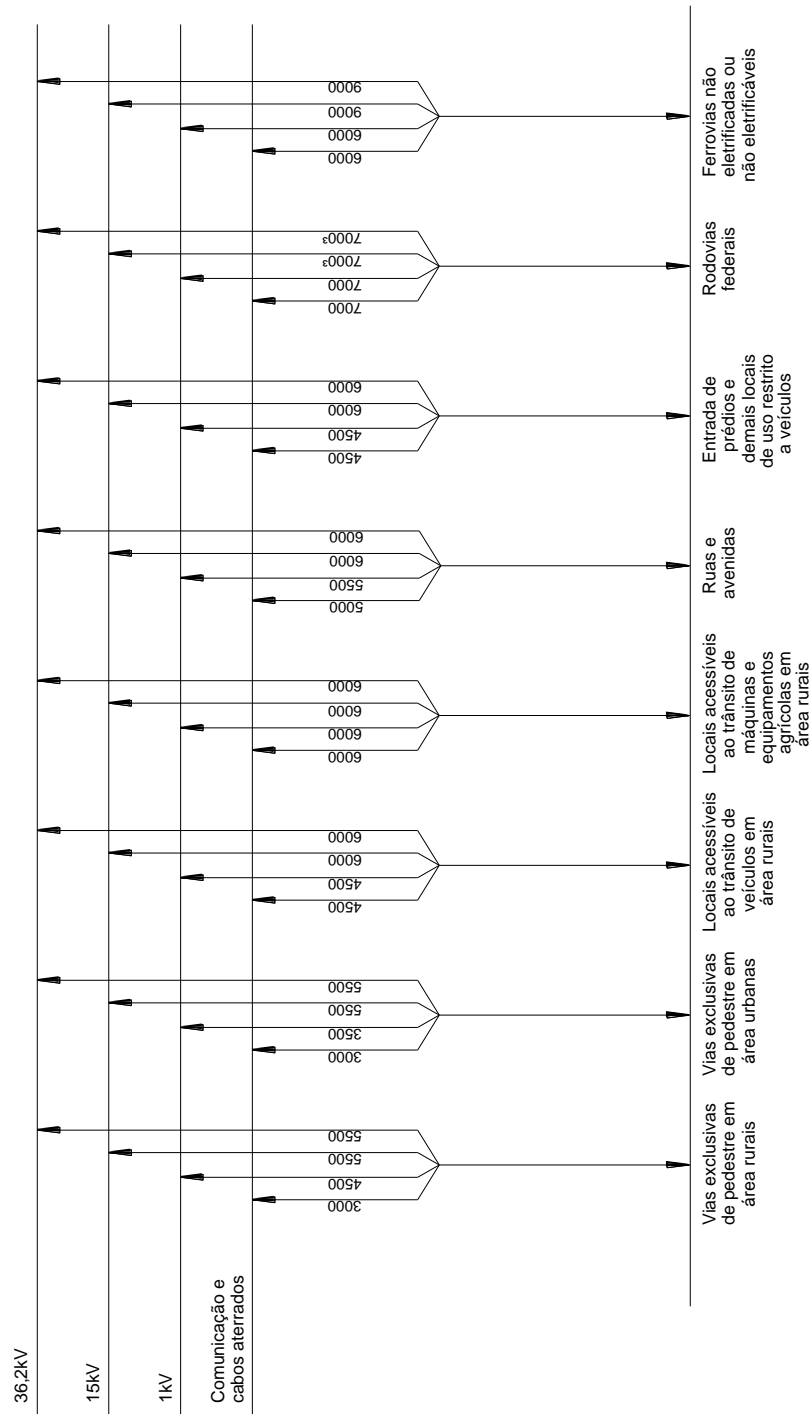 36,2kV
15kV
1kV
Comunicação e
cabos aterrados
5500
5500
4500
3000
Vias exclusivas
de pedestre em
área rurais
5500
5500
3500
3000
Vias exclusivas
de pedestre em
área urbanas
6000
6000
4500
4500
Locais acessíveis
ao trânsito de
veículos em
área rurais
6000
6000
6000
6000
Locais acessíveis
ao trânsito de
máquinas e
equipamentos
agrícolas em
área rurais
6000
6000
5500
5000
Ruas e
avenidas
6000
6000
4500
4500
Entrada de
prédios e
demais locais
de uso restrito
a veículos
7000³
7000³
7000
7000
Rodovias
federais
9000
9000
6000
6000
Ferrovias não
eletrificadas ou
não eletrificáveis